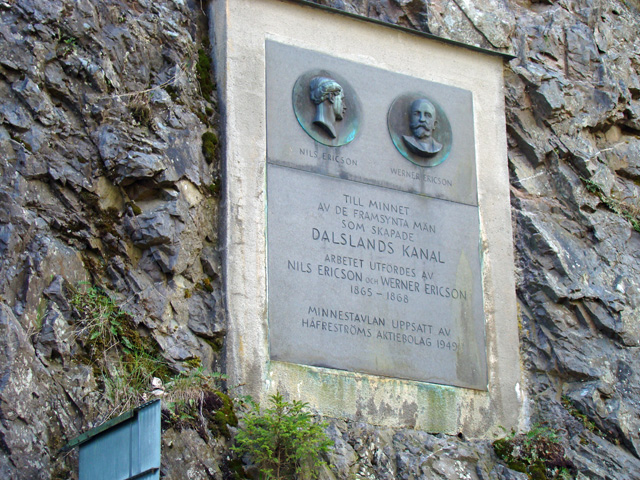 NILS ERICSON
WERNER ERICSON
TILL MINNET
AV DE FRAMSYNTA MÄN
SOM SKAPADE
DALSLANDS KANAL
ARBETET UTFÖRDES AV
NILS ERICSON OCH WERNER ERICSON
1865–1868
MINNESTAVLAN UPPSATT AV
HÅFRESTRÖMS AKTIEBOLAG 1949